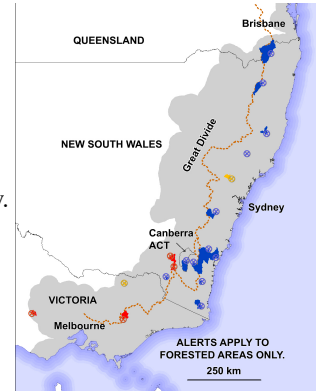 Brisbane
QUEENSLAND
Great Divide
NEW SOUTH WALES
y.
Sydney
Canberra
ACT
VICTORIA
Melbourne
ALERTS APPLY TO
FORESTED AREAS ONLY.
250 km